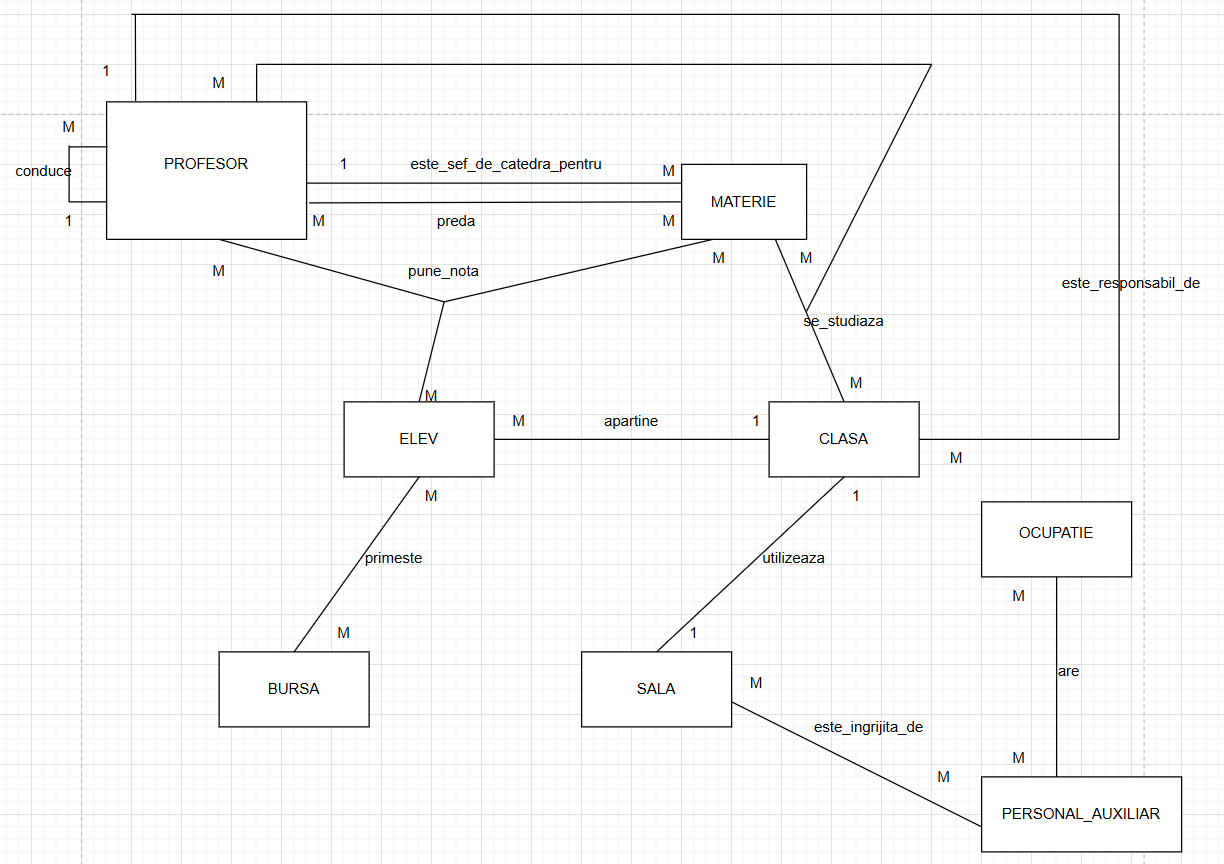 1
M
M
conduce
PROFESOR
1
1
este_sef_de_catedra_pentru
M
MATERIE
M
preda
M
M
pune_nota
M
M
este_responsabil_de
se_studiaza
M
M
ELEV
M
apartine
1
CLASA
M
M
1
primeste
utilizeaza
OCUPATIE
M
M
1
are
BURSA
SALA
M
este_ingrijita_de
M
M
PERSONAL_AUXILIAR